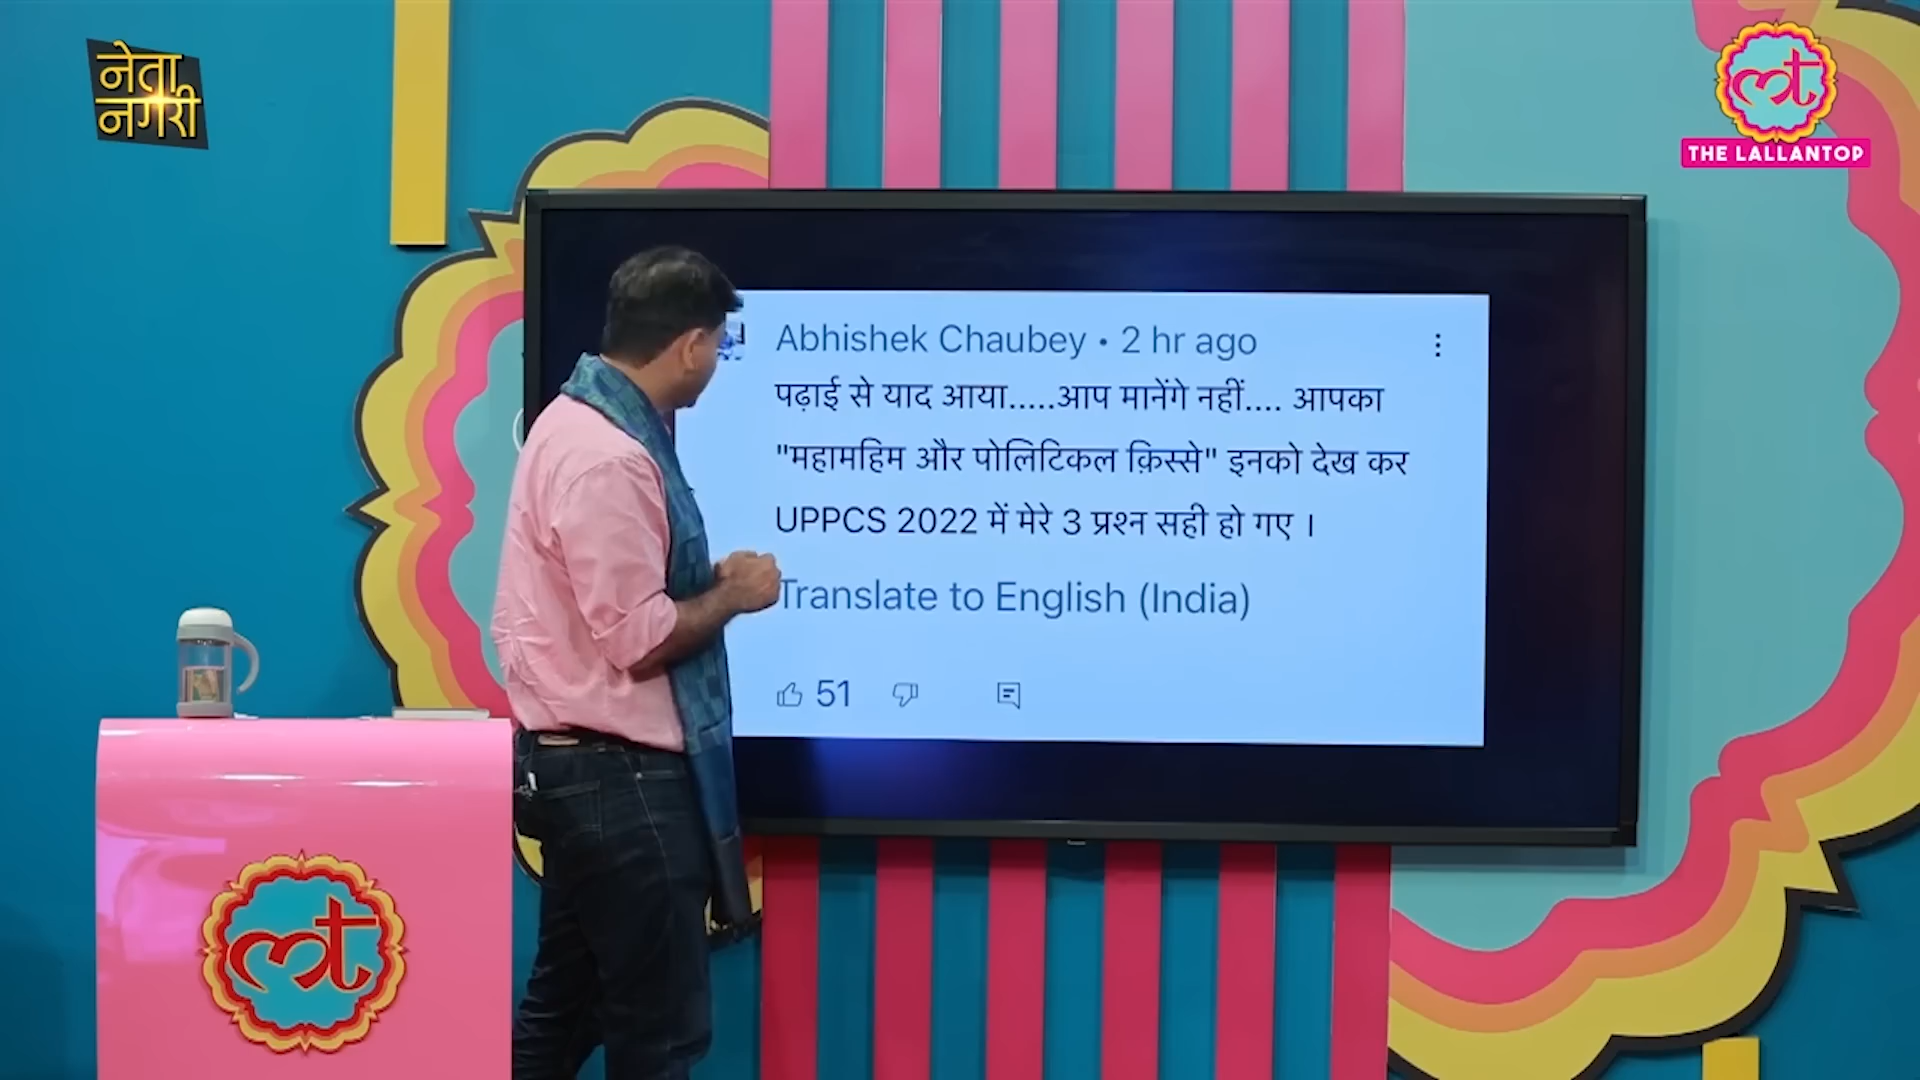 नेता
नगरी
THE LALLANTOP
Abhishek Chaubey • 2 hr ago
पढ़ाई से याद आया.....आप मानेंगे नहीं.... आपका
"महामहिम और पोलिटिकल क़िस्से" इनको देख कर
UPPCS 2022 में मेरे 3 प्रश्न सही हो गए ।
Translate to English (India)
51